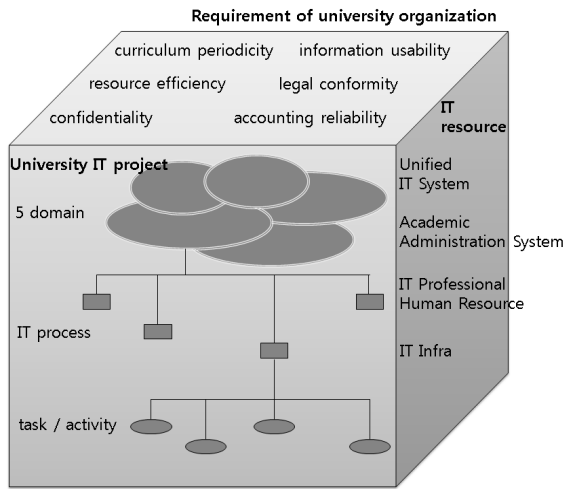 Requirement of university organization
curriculum periodicity
information usability
resource efficiency
legal conformity
confidentiality
accounting reliability
IT
resource
University IT project
5 domain
IT process
task / activity
Unified
IT System
Academic
Administration System
IT Professional
Human Resource
IT Infra